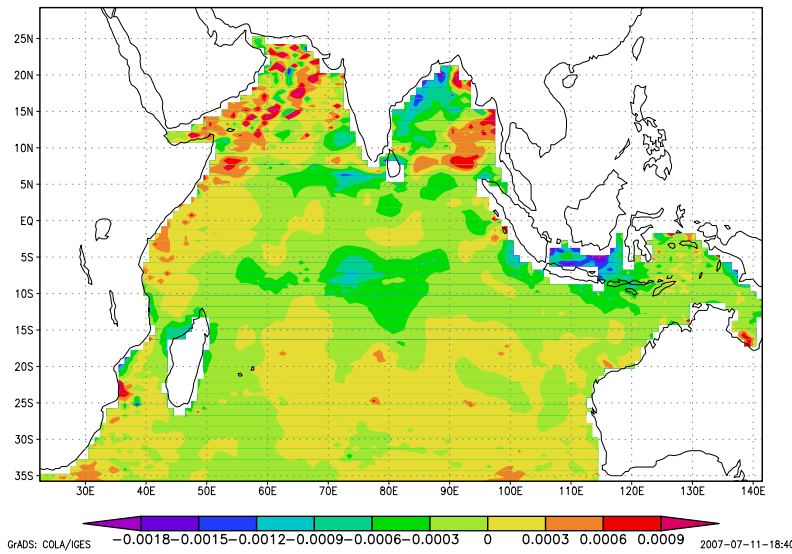 25N
20N
15N
10N
5N
EQ
5S
10S
15S
20S
25S
30S
35S
30E 40E 50E 60E 70E 80E 90E 100E 110E 120E 130E 140E
-0.0018 -0.0015 -0.0012 -0.0009 -0.0006 -0.0003 0 0.0003 0.0006 0.0009
GrADS: COLA/IGES 2007-07-11-18:40